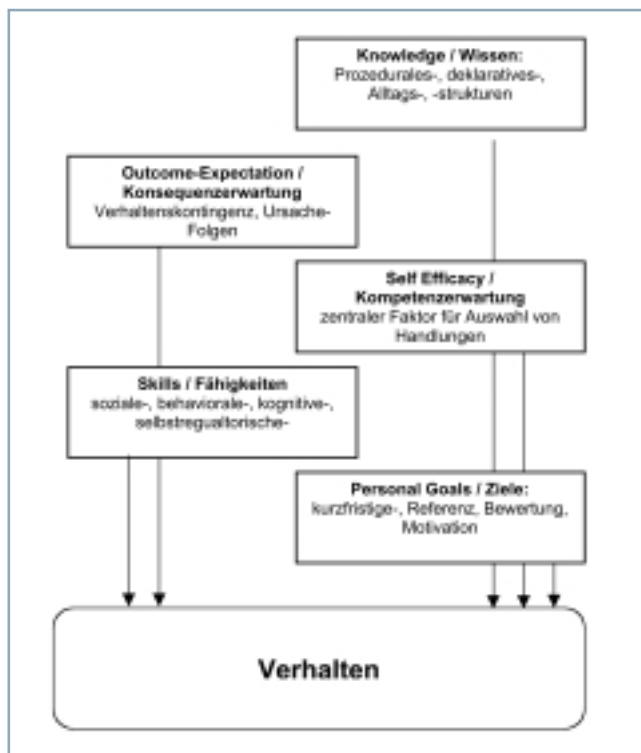 Knowledge / Wissen:
Prozedurales-, deklaratives-,
Alltags-, -strukturen
Outcome-Expectation /
Konsequenzerwartung
Verhaltenskontingenz, Ursache-
Folgen
Self Efficacy /
Kompetenzerwartung
zentraler Faktor für Auswahl von
Handlungen
Skills / Fähigkeiten
soziale-, behaviorale-, kognitive-,
selbstregualtorische-
Personal Goals / Ziele:
kurzfristige-, Referenz, Bewertung,
Motivation
Verhalten